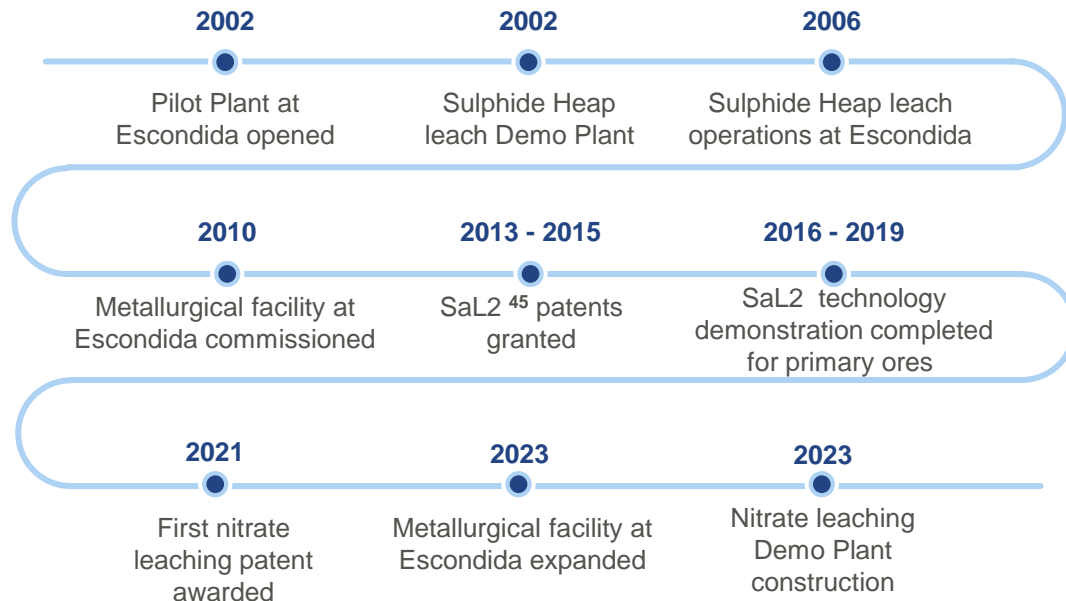 2002
2002
2006
Pilot Plant at
Escondida opened
Sulphide Heap
leach Demo Plant
Sulphide Heap leach
operations at Escondida
2010
2013 - 2015
2016 - 2019
Metallurgical facility at
Escondida commissioned
SaL2 45 patents
granted
SaL2 technology
demonstration completed
for primary ores
2021
2023
2023
First nitrate
leaching patent
awarded
Metallurgical facility at
Escondida expanded
Nitrate leaching
Demo Plant
construction